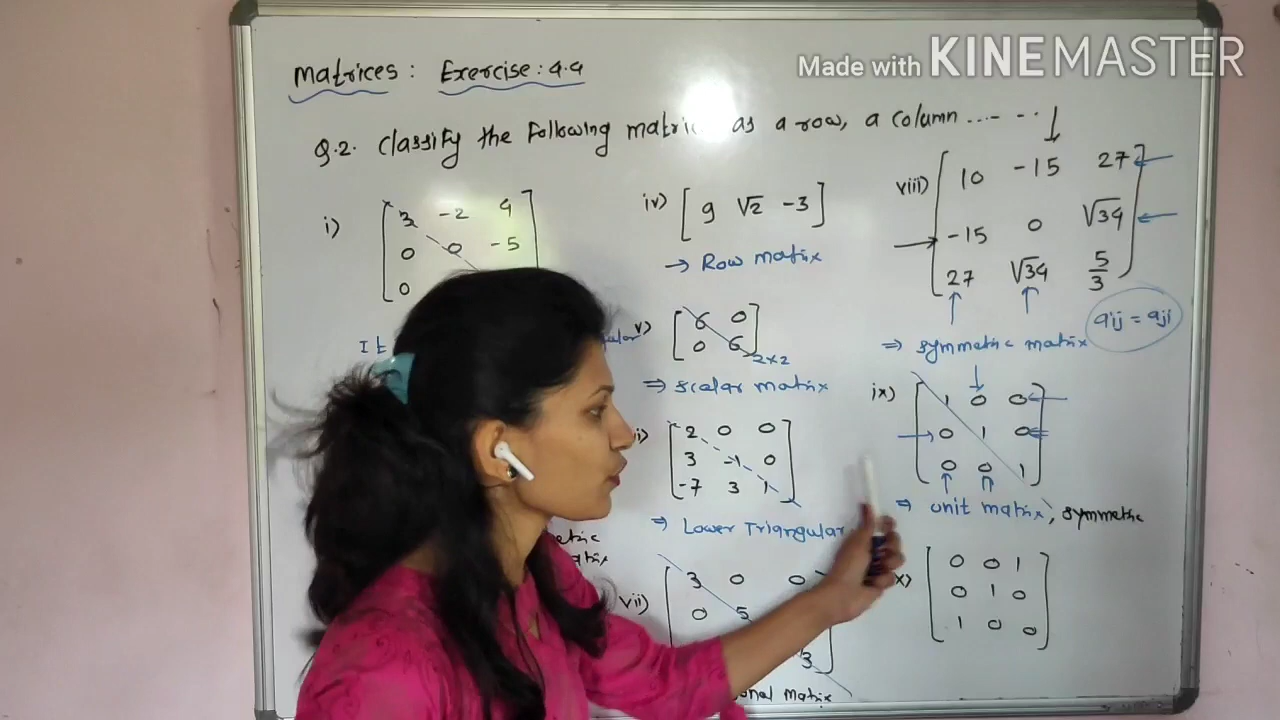 Made with KINEMASTER
Matrices : Exercise: 4.4
Q.2. Classify the following matric as a row, a column ... - ..
i) [ 3 -2 4
0 0 -5
0
It
iv) [ 9 √2 -3 ]
→ Row matrix
v) [ 6 0
0 6 ] 2×2
⇒ scalar matrix
i) [ 2 0 0
3 -1 0
-7 3 1 ]
⇒ Lower Triangular
vii) [ 3 0 0
0 5
3 ]
onal matrix
viii) [ 10 -15 27
-15 0 √34
27 √34 5/3 ]
aij = aji
⇒ symmetric matrix
ix) [ 1 0 0
0 1 0
0 0 1 ]
⇒ unit matrix, symmetric
x) [ 0 0 1
0 1 0
1 0 0 ]